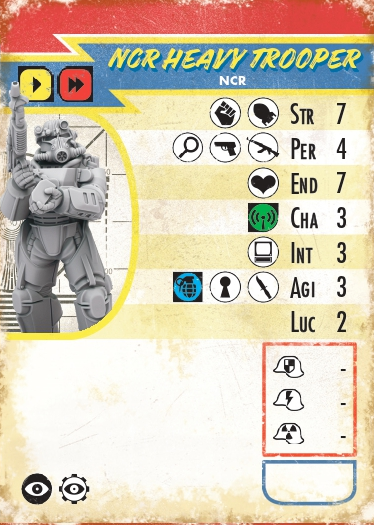 NCR HEAVY TROOPER
NCR
STR 7
PER 4
END 7
CHA 3
INT 3
AGI 3
LUC 2
-
-
-